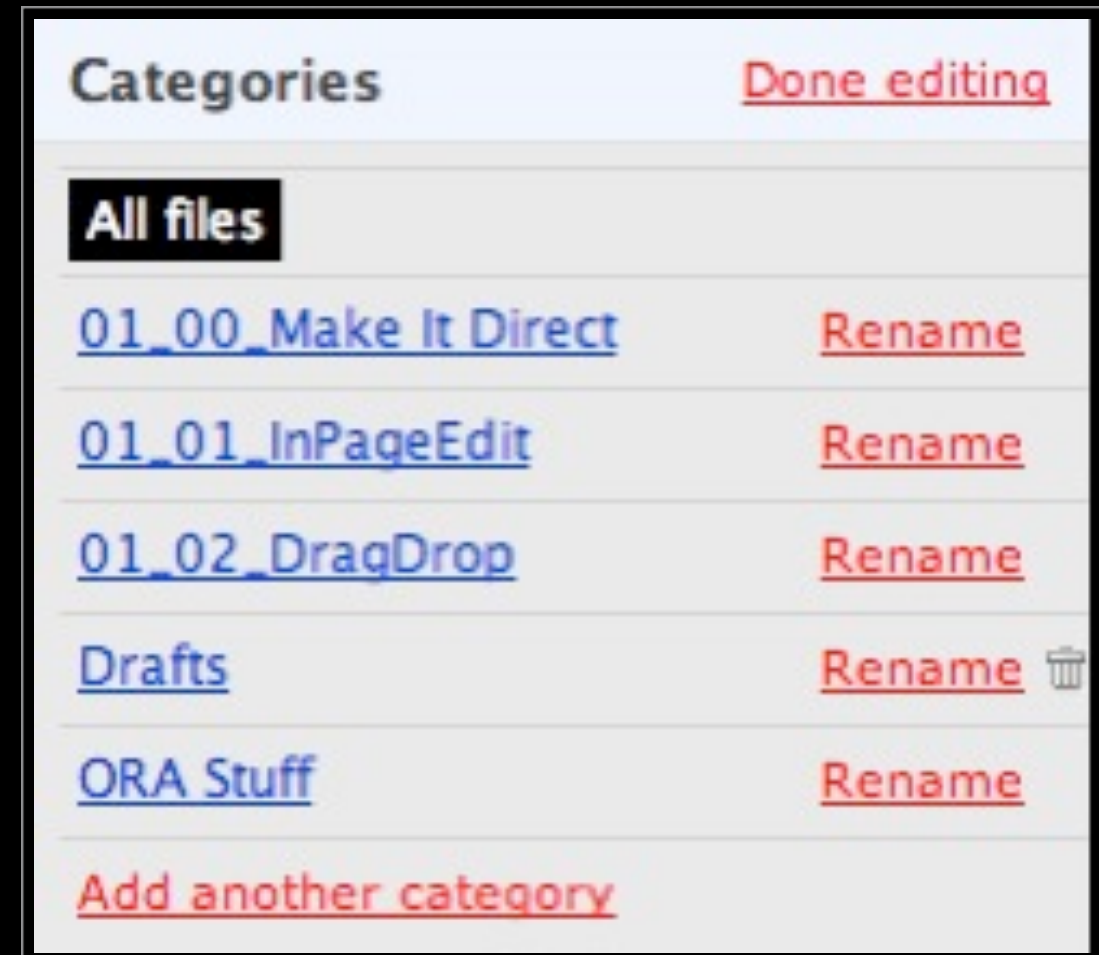 Categories Done editing
All files
01_00_Make It Direct Rename
01_01_InPageEdit Rename
01_02_DragDrop Rename
Drafts Rename
ORA Stuff Rename
Add another category